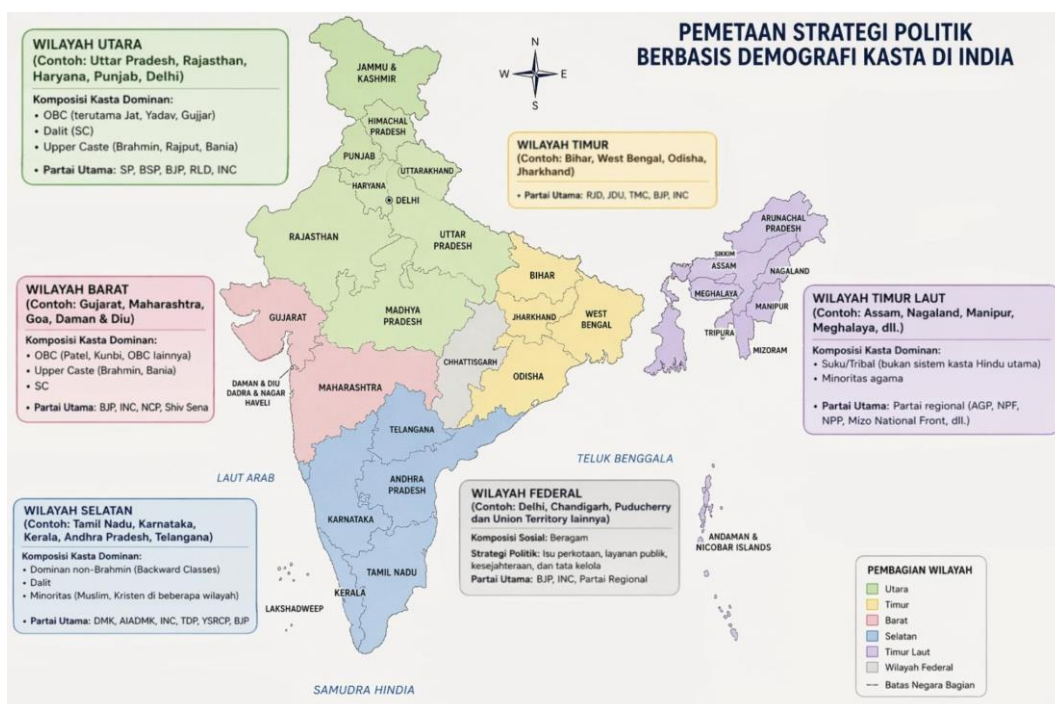 PEMETAAN STRATEGI POLITIK
BERBASIS DEMOGRAFI KASTA DI INDIA
WILAYAH UTARA
(Contoh: Uttar Pradesh, Rajasthan,
Haryana, Punjab, Delhi)
Komposisi Kasta Dominan:
• OBC (terutama Jat, Yadav, Gujjar)
• Dalit (SC)
• Upper Caste (Brahmin, Rajput, Bania)
• Partai Utama: SP, BSP, BJP, RLD, INC
N
W
E
S
WILAYAH TIMUR
(Contoh: Bihar, West Bengal, Odisha,
Jharkhand)
• Partai Utama: RJD, JDU, TMC, BJP, INC
WILAYAH BARAT
(Contoh: Gujarat, Maharashtra,
Goa, Daman & Diu)
Komposisi Kasta Dominan:
• OBC (Patel, Kunbi, OBC lainnya)
• Upper Caste (Brahmin, Bania)
• SC
• Partai Utama: BJP, INC, NCP, Shiv Sena
WILAYAH TIMUR LAUT
(Contoh: Assam, Nagaland, Manipur,
Meghalaya, dll.)
Komposisi Kasta Dominan:
• Suku/Tribal (bukan sistem kasta Hindu utama)
• Minoritas agama
• Partai Utama: Partai regional (AGP, NPF,
NPP, Mizo National Front, dll.)
WILAYAH SELATAN
(Contoh: Tamil Nadu, Karnataka,
Kerala, Andhra Pradesh, Telangana)
Komposisi Kasta Dominan:
• Dominan non-Brahmin (Backward Classes)
• Dalit
• Minoritas (Muslim, Kristen di beberapa wilayah)
• Partai Utama: DMK, AIADMK, INC, TDP, YSRCP, BJP
WILAYAH FEDERAL
(Contoh: Delhi, Chandigarh, Puducherry
dan Union Territory lainnya)
Komposisi Sosial: Beragam
Strategi Politik: Isu perkotaan, layanan publik,
kesejahteraan, dan tata kelola
Partai Utama: BJP, INC, Partai Regional
JAMMU &
KASHMIR
HIMACHAL
PRADESH
PUNJAB
UTTARAKHAND
HARYANA
DELHI
RAJASTHAN
UTTAR
PRADESH
MADHYA
PRADESH
BIHAR
JHARKHAND
WEST
BENGAL
ODISHA
CHHATTISGARH
GUJARAT
DAMAN & DIU
DADRA & NAGAR
HAVELI
MAHARASHTRA
TELANGANA
ANDHRA
PRADESH
KARNATAKA
TAMIL NADU
KERALA
LAKSHADWEEP
ARUNACHAL
PRADESH
SIKKIM
ASSAM
NAGALAND
MEGHALAYA
MANIPUR
TRIPURA
MIZORAM
ANDAMAN &
NICOBAR ISLANDS
LAUT ARAB
TELUK BENGGALA
SAMUDRA HINDIA
PEMBAGIAN WILAYAH
Utara
Timur
Barat
Selatan
Timur Laut
Wilayah Federal
Batas Negara Bagian